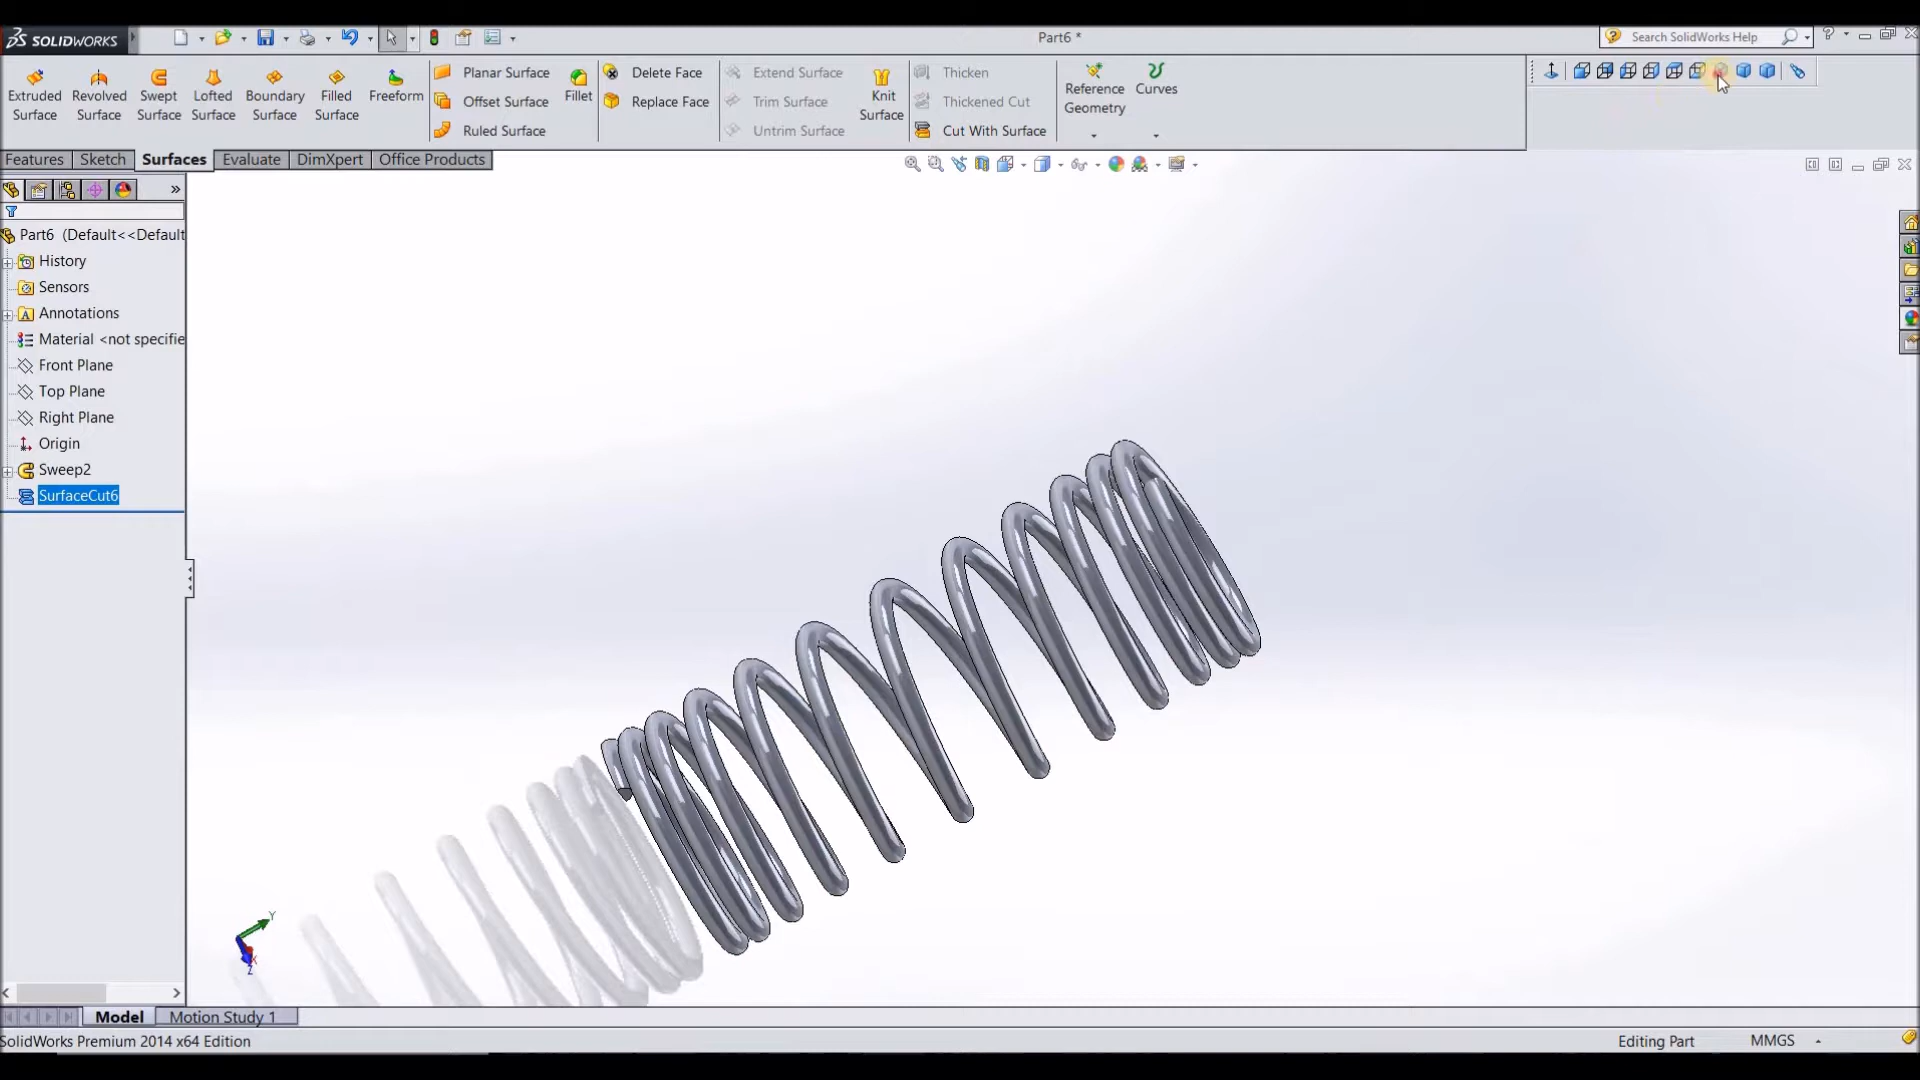 SOLIDWORKS
Part6 *
Search SolidWorks Help
Extruded Surface
Revolved Surface
Swept Surface
Lofted Surface
Boundary Surface
Filled Surface
Freeform
Planar Surface
Offset Surface
Ruled Surface
Fillet
Delete Face
Replace Face
Extend Surface
Trim Surface
Untrim Surface
Knit Surface
Thicken
Thickened Cut
Cut With Surface
Reference Geometry
Curves
Features Sketch Surfaces Evaluate DimXpert Office Products
Part6 (Default<<Default
History
Sensors
Annotations
Material <not specifie
Front Plane
Top Plane
Right Plane
Origin
Sweep2
SurfaceCut6
Y
X
Z
Model Motion Study 1
SolidWorks Premium 2014 x64 Edition
Editing Part
MMGS